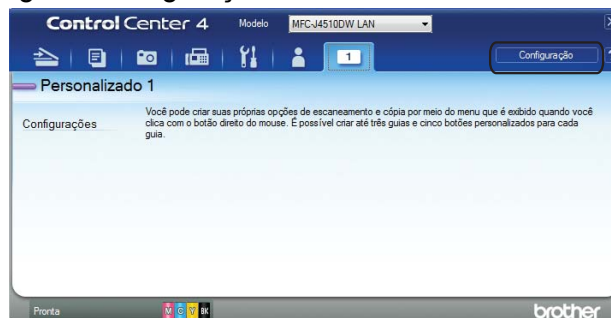 Control Center 4
Modelo
MFC-J4510DW LAN
1
Configuração
Personalizado 1
Configurações
Você pode criar suas próprias opções de escaneamento e cópia por meio do menu que é exibido quando você
clica com o botão direito do mouse. É possível criar até três guias e cinco botões personalizados para cada
guia.
Pronta
M C Y BK
brother